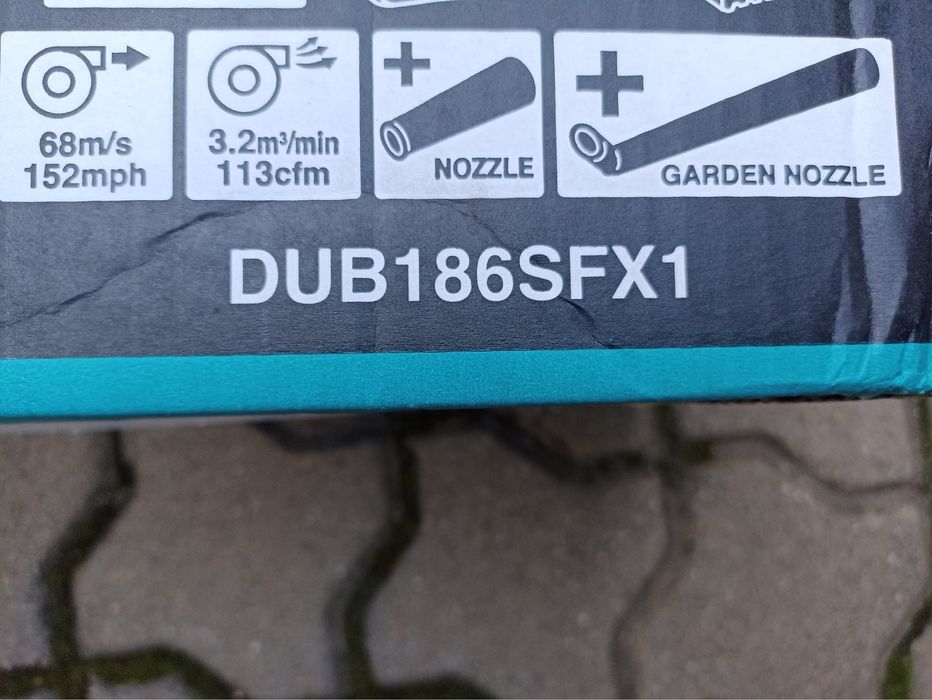 68m/s
152mph
3.2m³/min
113cfm
NOZZLE
GARDEN NOZZLE
DUB186SFX1